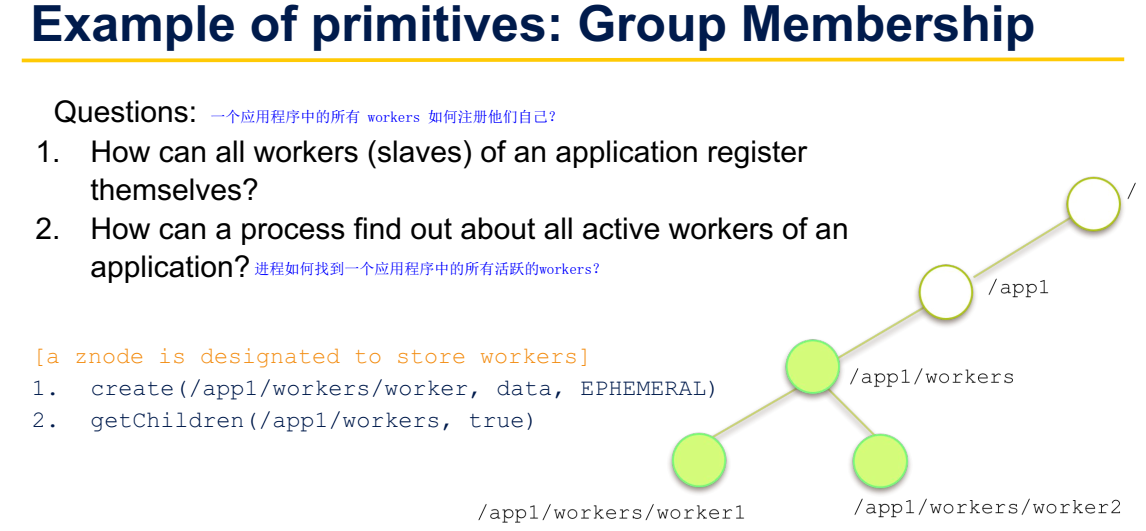 Example of primitives: Group Membership
Questions: 一个应用程序中的所有 workers 如何注册他们自己?
1. How can all workers (slaves) of an application register
themselves?
2. How can a process find out about all active workers of an
application? 进程如何找到一个应用程序中的所有活跃的workers?
/
/app1
[a znode is designated to store workers]
1. create(/app1/workers/worker, data, EPHEMERAL)
/app1/workers
2. getChildren(/app1/workers, true)
/app1/workers/worker1
/app1/workers/worker2